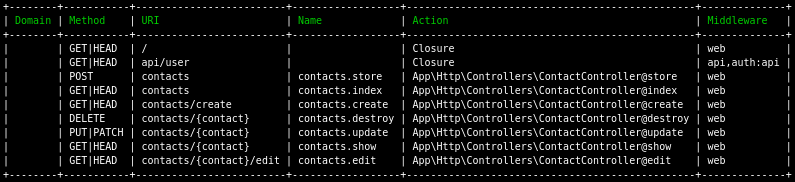 +--------+-----------+-------------------------+------------------+------------------------------------------------+--------------+
| Domain | Method    | URI                     | Name             | Action                                         | Middleware   |
+--------+-----------+-------------------------+------------------+------------------------------------------------+--------------+
|        | GET|HEAD  | /                       |                  | Closure                                        | web          |
|        | GET|HEAD  | api/user                |                  | Closure                                        | api,auth:api |
|        | POST      | contacts                | contacts.store   | App\Http\Controllers\ContactController@store   | web          |
|        | GET|HEAD  | contacts                | contacts.index   | App\Http\Controllers\ContactController@index   | web          |
|        | GET|HEAD  | contacts/create         | contacts.create  | App\Http\Controllers\ContactController@create  | web          |
|        | DELETE    | contacts/{contact}      | contacts.destroy | App\Http\Controllers\ContactController@destroy | web          |
|        | PUT|PATCH | contacts/{contact}      | contacts.update  | App\Http\Controllers\ContactController@update  | web          |
|        | GET|HEAD  | contacts/{contact}      | contacts.show    | App\Http\Controllers\ContactController@show    | web          |
|        | GET|HEAD  | contacts/{contact}/edit | contacts.edit    | App\Http\Controllers\ContactController@edit    | web          |
+--------+-----------+-------------------------+------------------+------------------------------------------------+--------------+